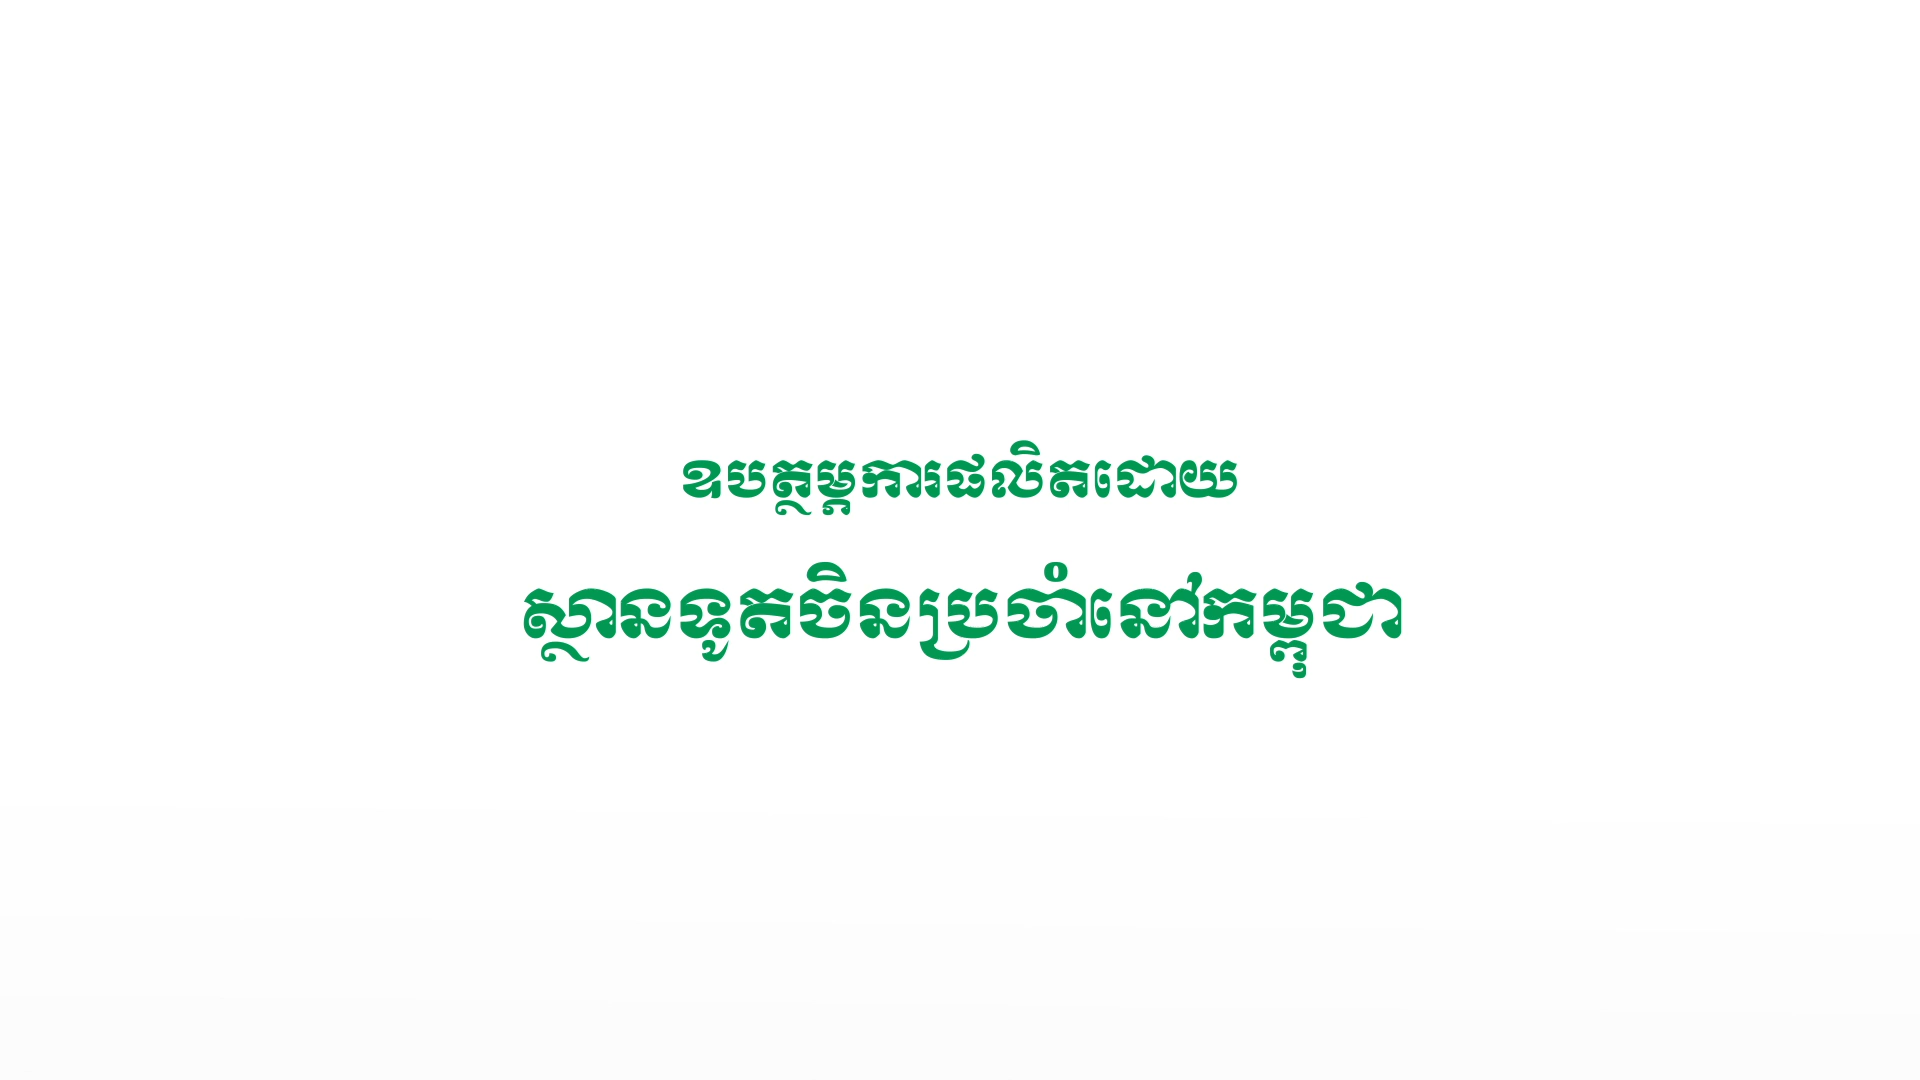 ឧបត្ថម្ភការផលិតដោយ
ស្ថានទូតចិនប្រចាំនៅកម្ពុជា